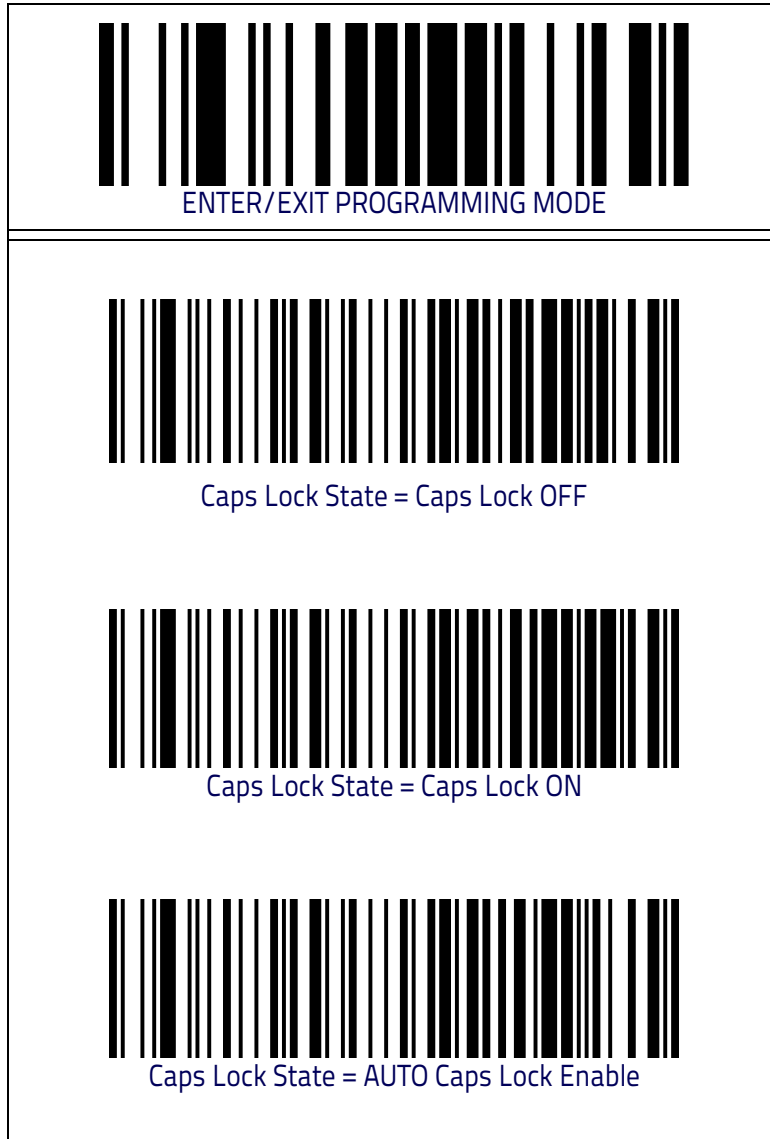 ENTER/EXIT PROGRAMMING MODE
Caps Lock State = Caps Lock OFF
Caps Lock State = Caps Lock ON
Caps Lock State = AUTO Caps Lock Enable